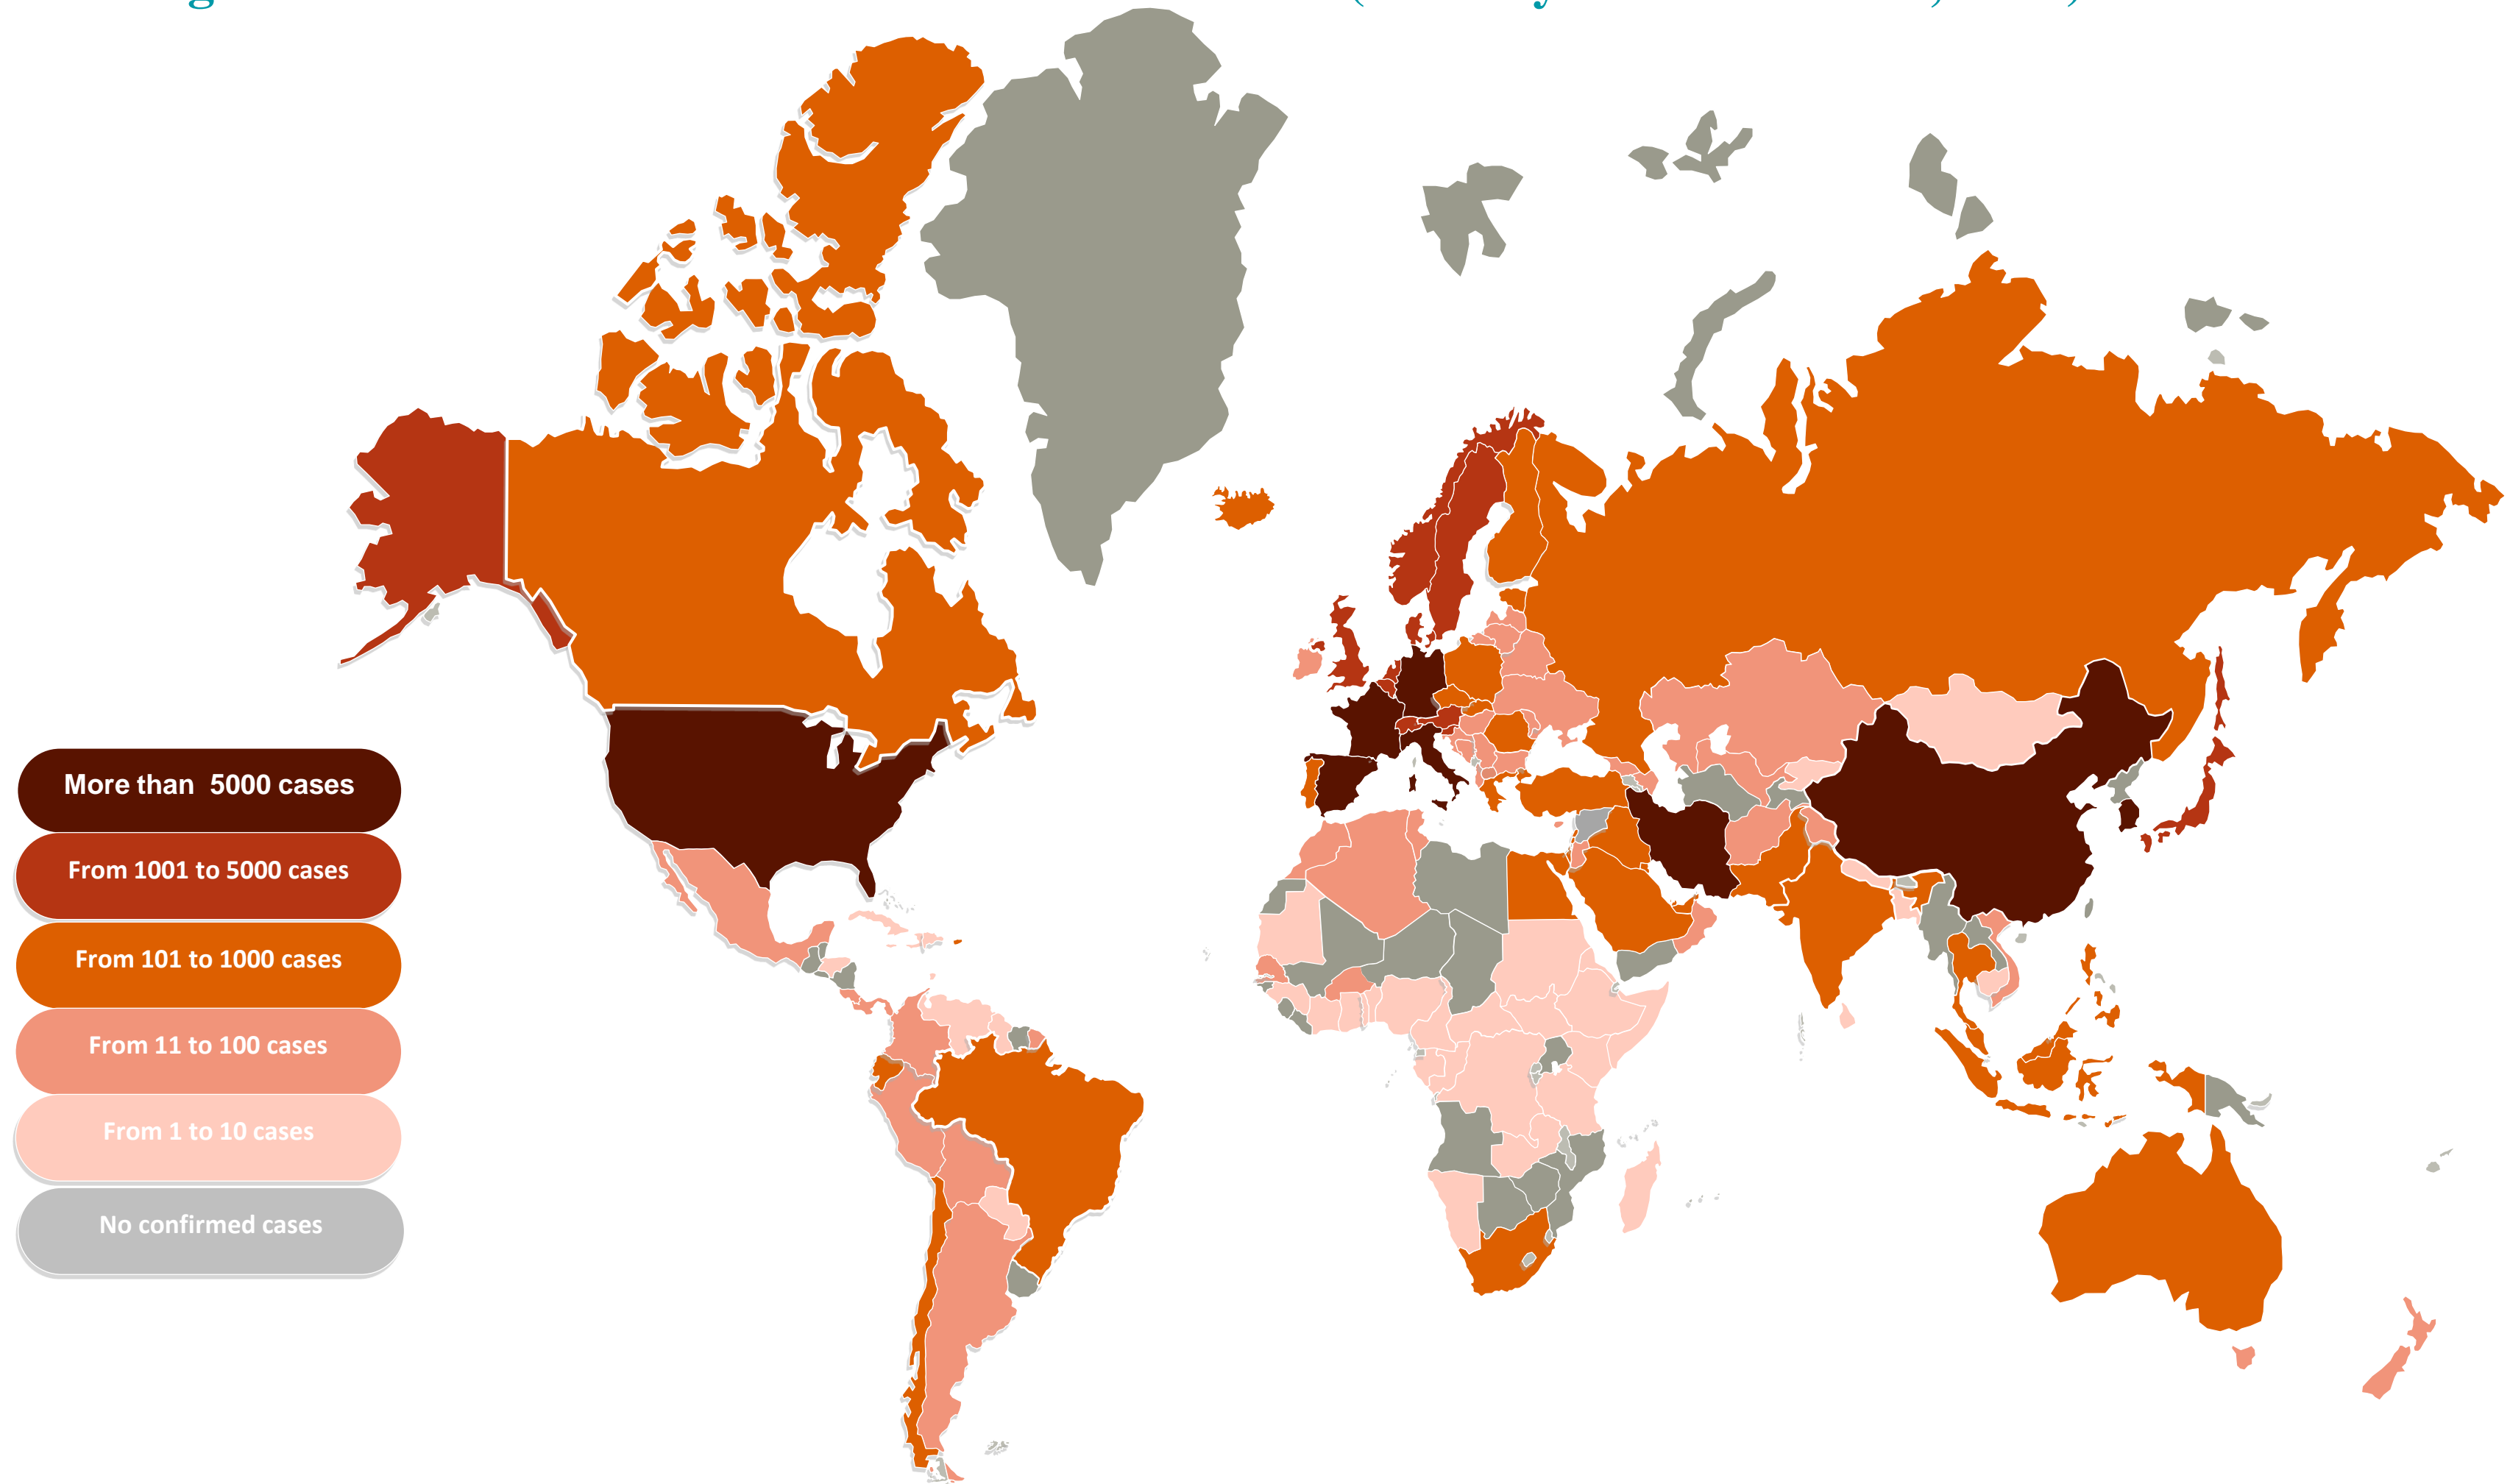 More than 5000 cases
From 1001 to 5000 cases
From 101 to 1000 cases
From 11 to 100 cases
From 1 to 10 cases
No confirmed cases